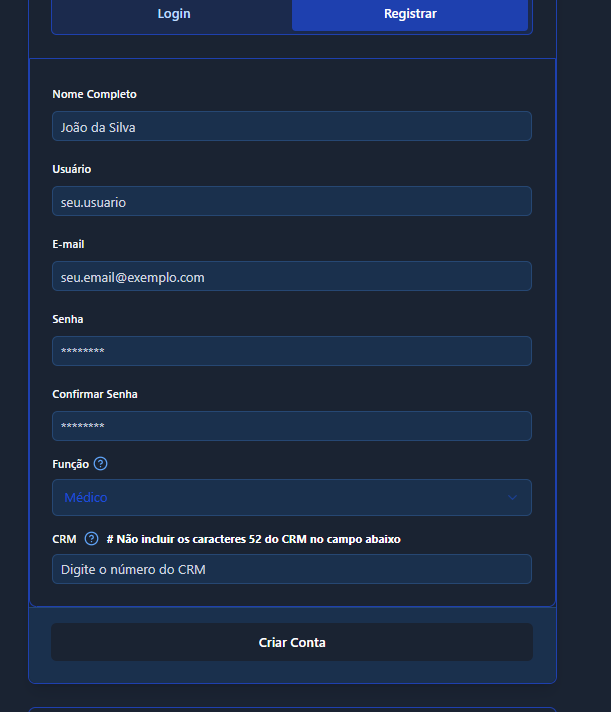 Login
Registrar
Nome Completo
João da Silva
Usuário
seu.usuario
E-mail
seu.email@exemplo.com
Senha
********
Confirmar Senha
********
Função ?
Médico
CRM ? # Não incluir os caracteres 52 do CRM no campo abaixo
Digite o número do CRM
Criar Conta